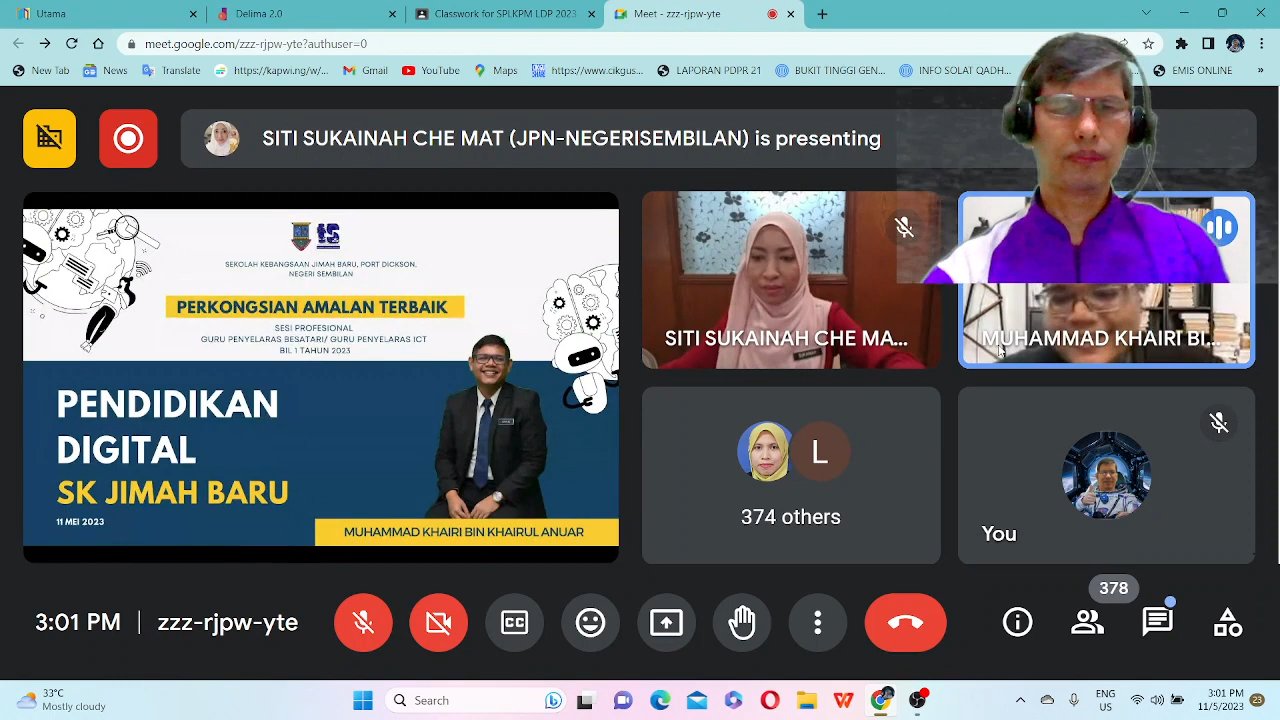 Utama
Delima 2.0
Classwork for SPLKPM LDP 2023
Meet - zzz-rjpw-yte
meet.google.com/zzz-rjpw-yte?authuser=0
New Tab
News
Translate
https://kapwing/w/...
Gmail
YouTube
Maps
https://www.cikgus...
LAPORAN PDPR 21
BUKIT TINGGI GEN...
INFO SOLAT QADH...
EMIS ONLINE
»
SITI SUKAINAH CHE MAT (JPN-NEGERISEMBILAN) is presenting
SEKOLAH KEBANGSAAN JIMAH BARU, PORT DICKSON,
NEGERI SEMBILAN
PERKONGSIAN AMALAN TERBAIK
SESI PROFESIONAL
GURU PENYELARAS BESATARI/ GURU PENYELARAS ICT
BIL 1 TAHUN 2023
PENDIDIKAN
DIGITAL
SK JIMAH BARU
11 MEI 2023
MUHAMMAD KHAIRI BIN KHAIRUL ANUAR
SITI SUKAINAH CHE MA...
MUHAMMAD KHAIRI BI...
L
374 others
You
3:01 PM | zzz-rjpw-yte
CC
378
33°C
Mostly cloudy
Search
ENG
US
3:01 PM
11/5/2023
23